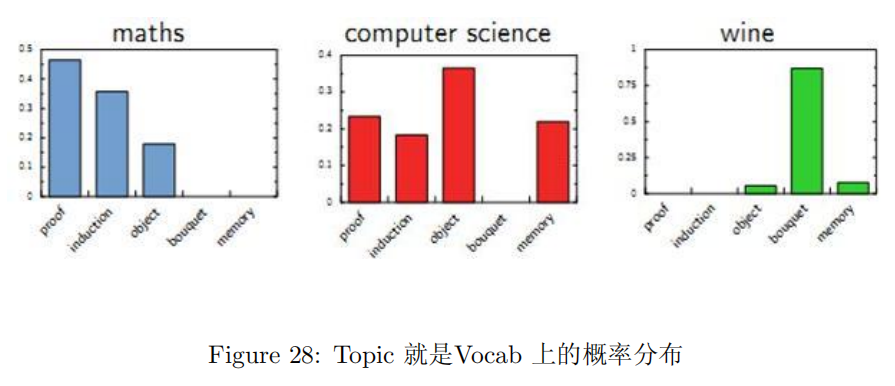 maths
0.5
0.4
0.3
0.2
0.1
0
proof
induction
object
bouquet
memory
computer science
0.4
0.3
0.2
0.1
0
proof
induction
object
bouquet
memory
wine
1
0.75
0.5
0.25
0
proof
induction
object
bouquet
memory
Figure 28: Topic 就是Vocab 上的概率分布